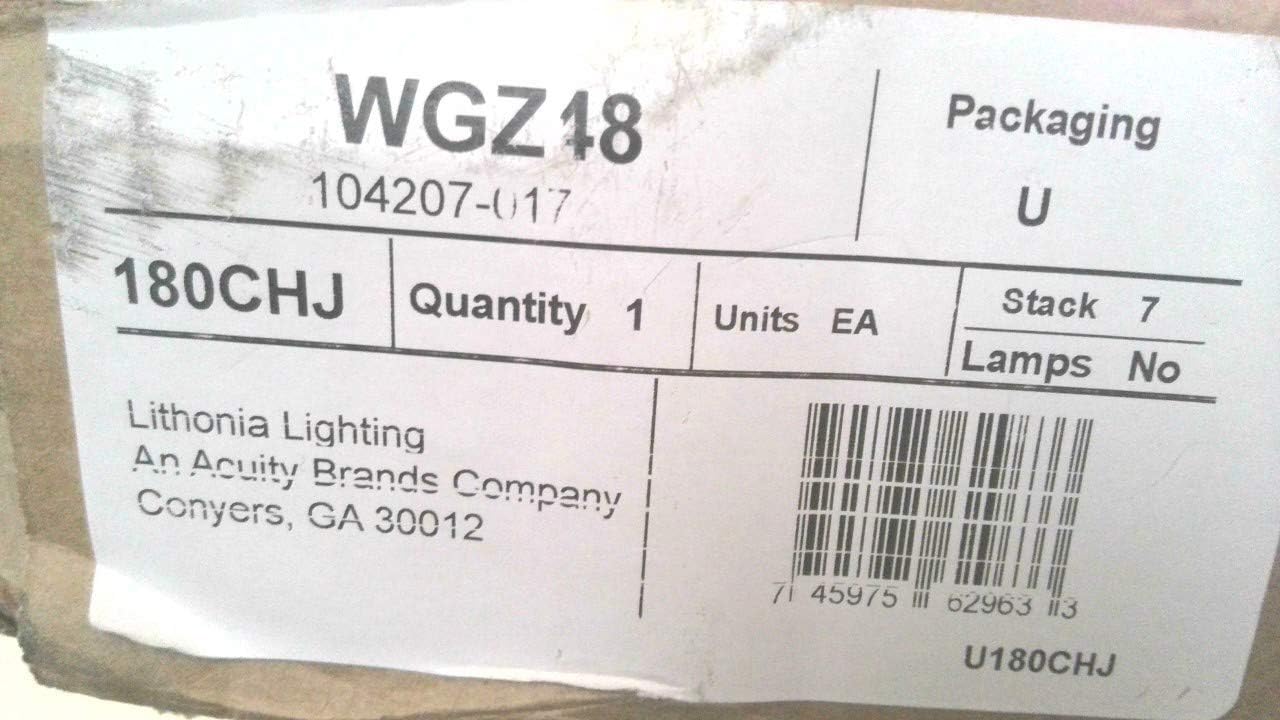 WGZ48
Packaging
104207-017
U
180CHJ
Quantity 1
Units EA
Stack 7
Lamps No
Lithonia Lighting
An Acuity Brands Company
Conyers, GA 30012
7 45975 62963 3
U180CHJ